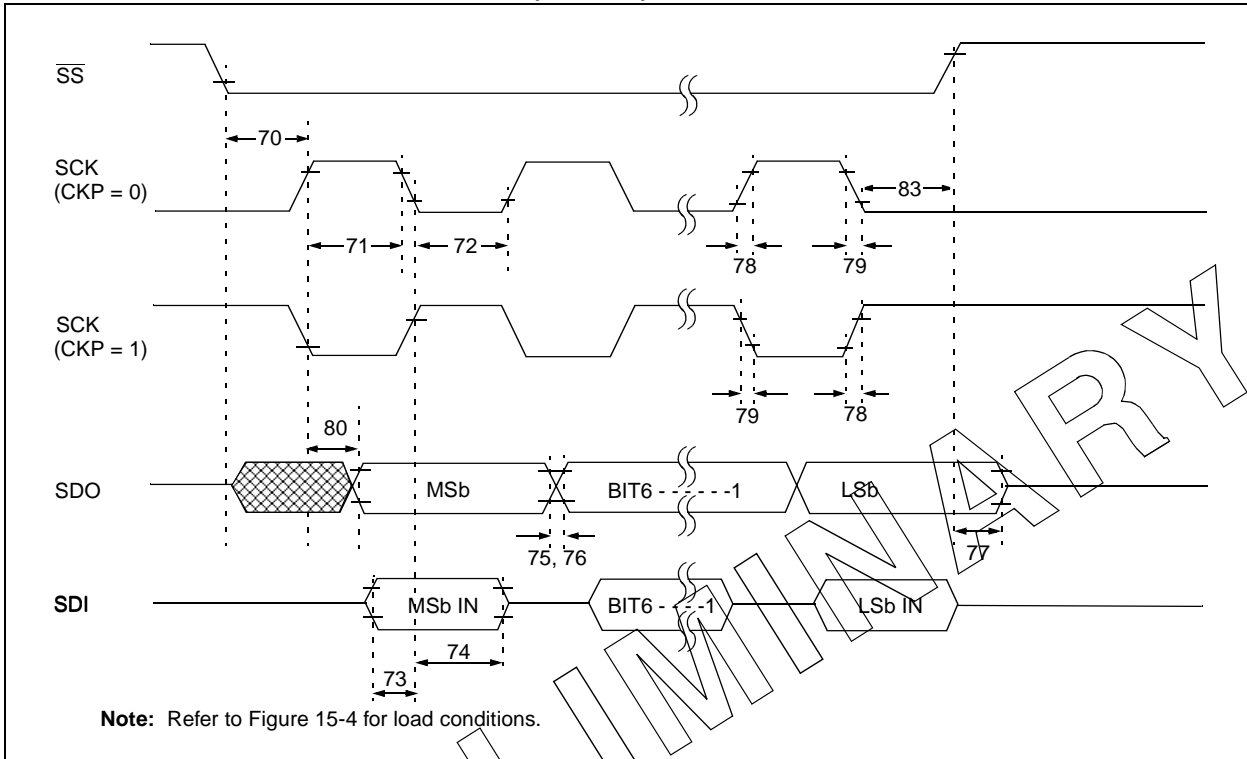 SS
70
SCK
(CKP = 0)
83
71
72
78
79
SCK
(CKP = 1)
79
78
80
SDO
MSb
BIT6 - - - - - -1
LSb
75, 76
77
SDI
MSb IN
BIT6 - - - -1
LSb IN
74
73
Note: Refer to Figure 15-4 for load conditions.
LIMINARY